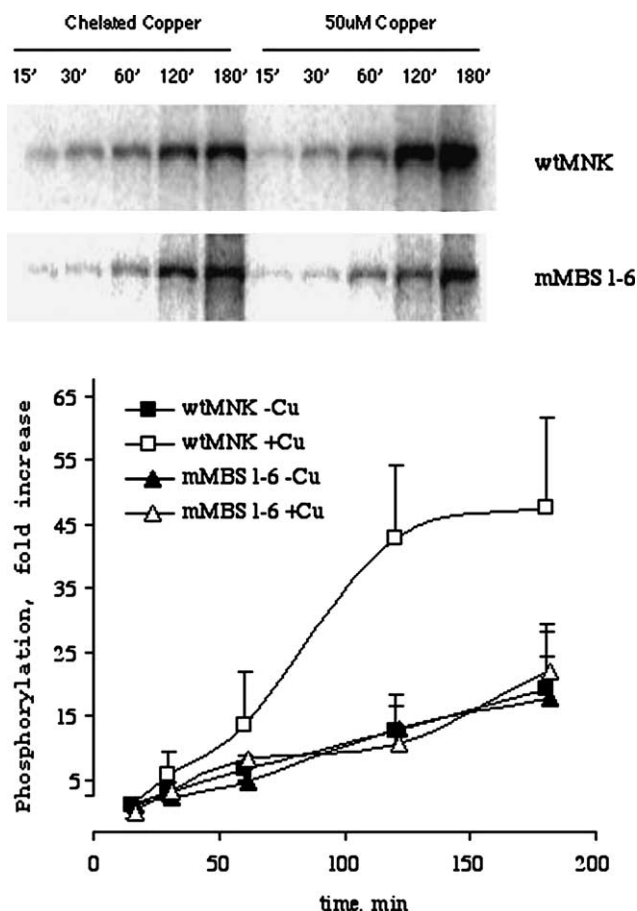 Chelated Copper 50uM Copper
15' 30' 60' 120' 180' 15' 30' 60' 120' 180'
wtMNK
mMBS 1-6
65
55
45
35
25
15
5
Phosphorylation, fold increase
wtMNK -Cu
wtMNK +Cu
mMBS 1-6 -Cu
mMBS 1-6 +Cu
0 50 100 150 200
time, min